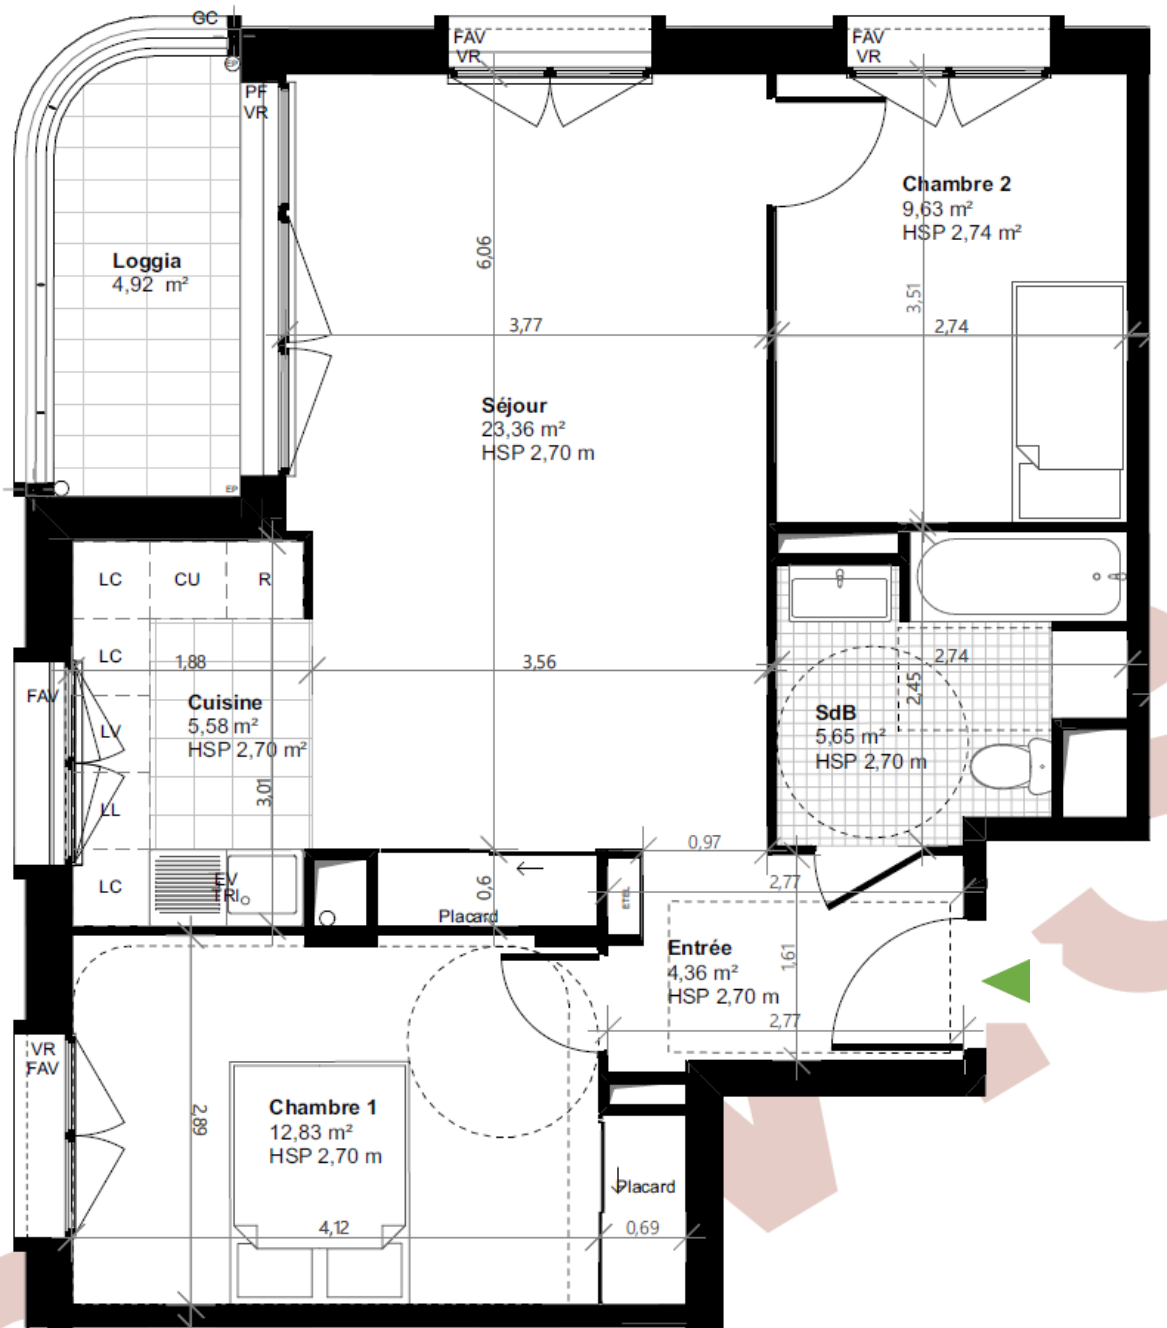 GC
EP
FAV
VR
FAV
VR
PF
VR
Chambre 2
9,63 m²
HSP 2,74 m²
Loggia
4,92 m²
6,06
3,51
3,77
2,74
Séjour
23,36 m²
HSP 2,70 m
EP
LC
CU
R
LC
1,88
3,56
2,74
FAV
Cuisine
5,58 m²
HSP 2,70 m²
LV
2,45
SdB
5,65 m²
HSP 2,70 m
3,01
LL
0,97
LC
0,6
ETEL
2,77
Placard
Entrée
4,36 m²
HSP 2,70 m
1,61
2,77
VR
FAV
2,89
Chambre 1
12,83 m²
HSP 2,70 m
Placard
4,12
0,69